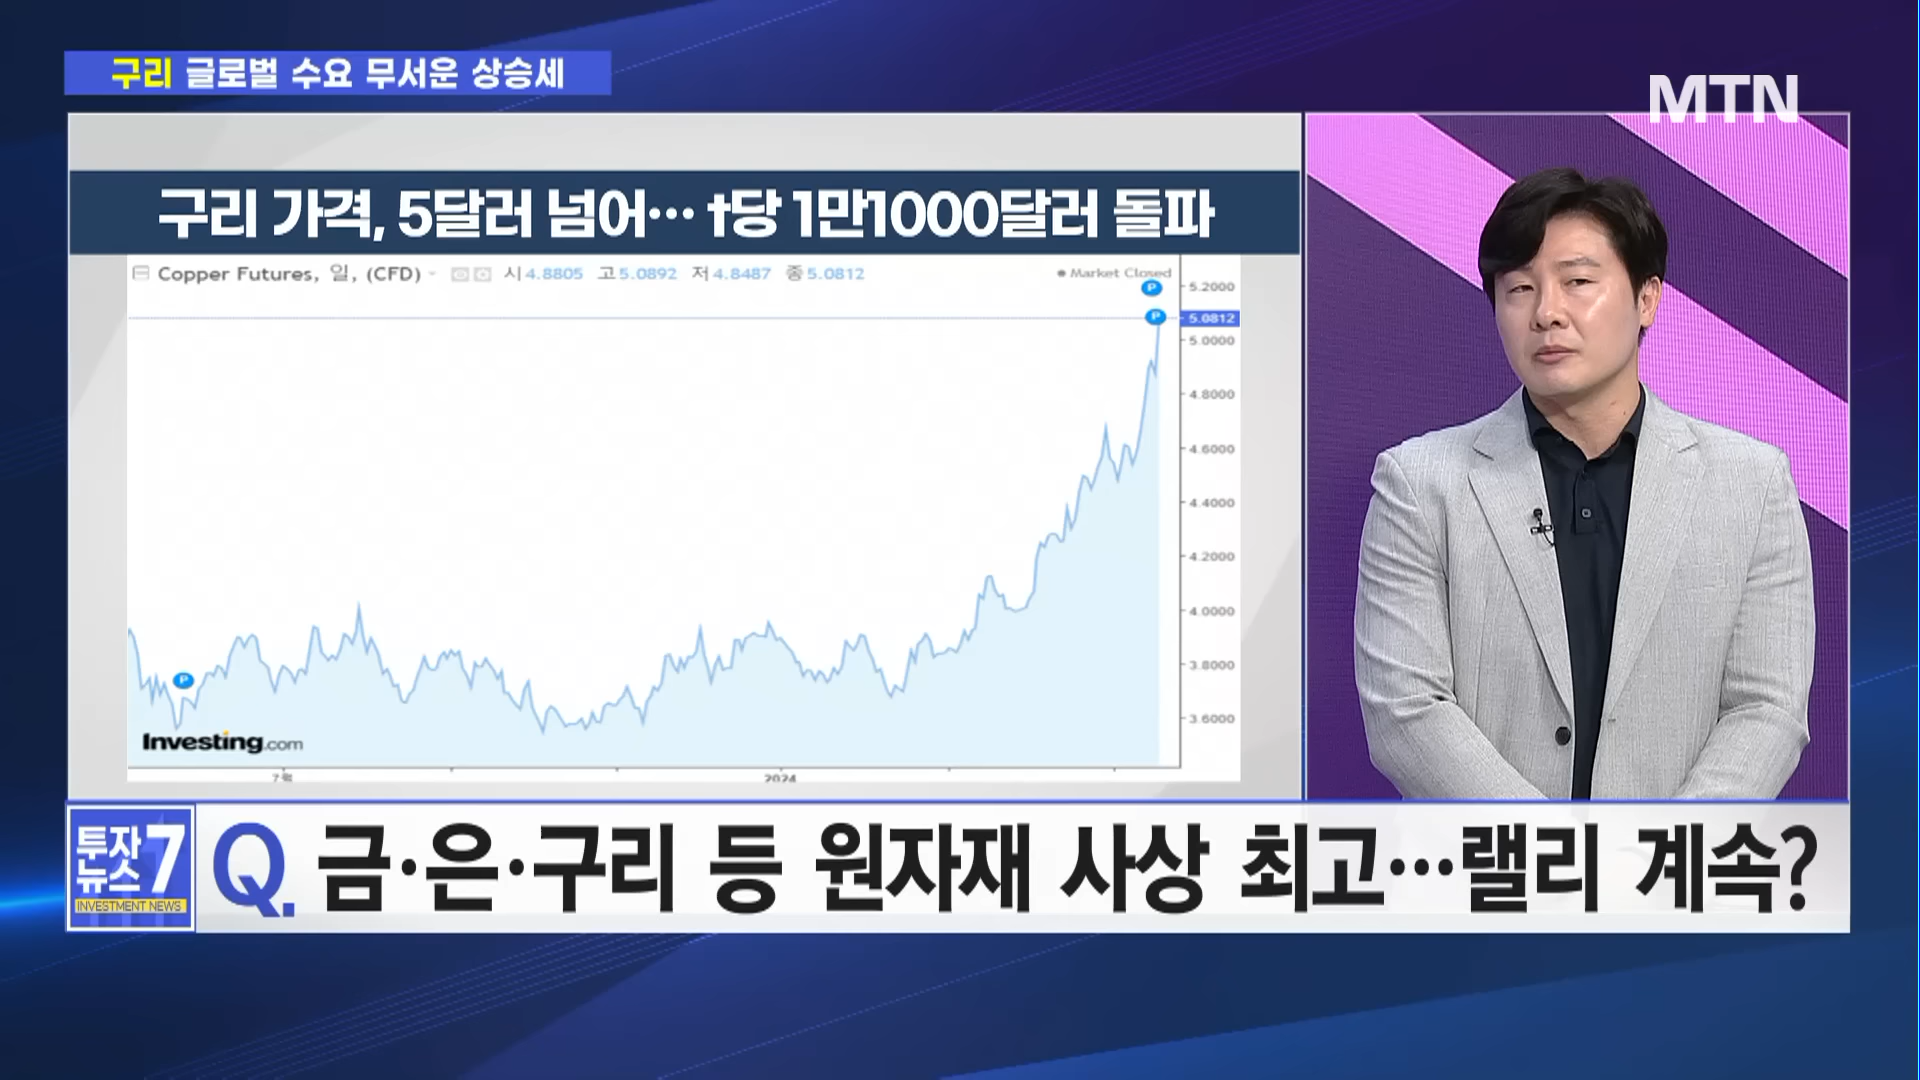 구리 글로벌 수요 무서운 상승세
MTN
구리 가격, 5달러 넘어… t당 1만1000달러 돌파
Copper Futures, 일, (CFD) 시4.8805 고5.0892 저4.8487 종5.0812
Market Closed
P
5.2000
P
5.0812
5.0000
4.8000
4.6000
4.4000
4.2000
4.0000
3.8000
3.6000
P
Investing.com
7월
2024
투자
뉴스7
INVESTMENT NEWS
Q. 금·은·구리 등 원자재 사상 최고…랠리 계속?